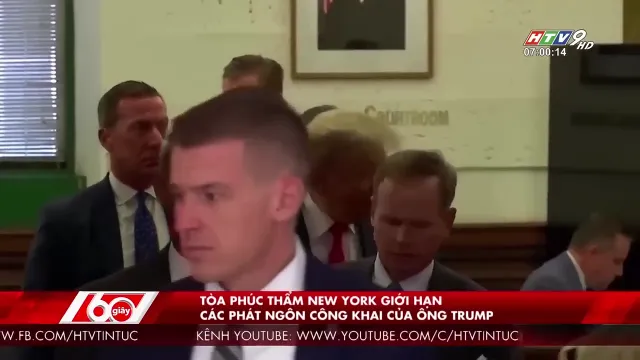 HTV9 HD
07:00:14
COURTROOM
60 giây
TÒA PHÚC THẨM NEW YORK GIỚI HẠN
CÁC PHÁT NGÔN CÔNG KHAI CỦA ÔNG TRUMP
W.FB.COM/HTVTINTUC KÊNH YOUTUBE: WWW.YOUTUBE.COM/C/HTVTINTUC